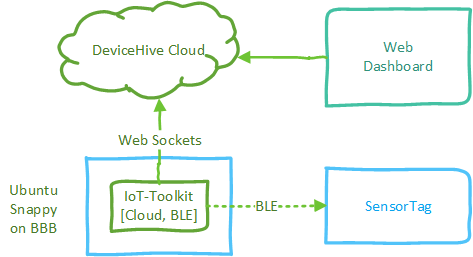 DeviceHive Cloud
Web
Dashboard
Web Sockets
Ubuntu
Snappy
on BBB
IoT-Toolkit
[Cloud, BLE]
BLE
SensorTag